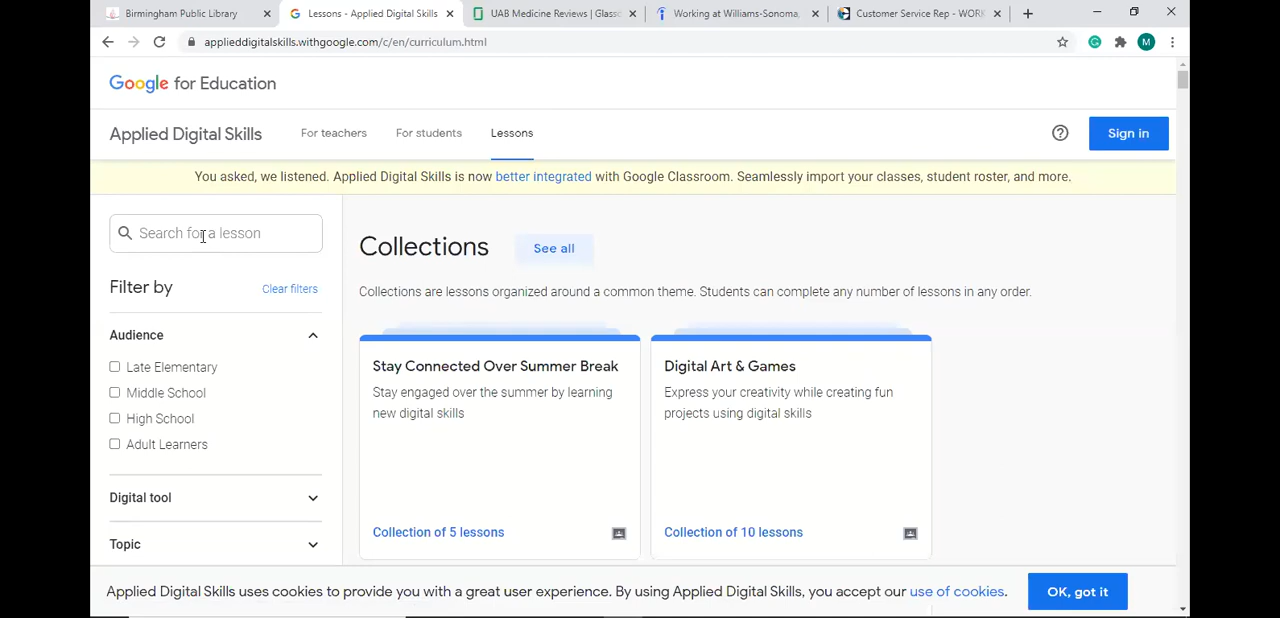 Birmingham Public Library
Lessons - Applied Digital Skills
UAB Medicine Reviews | Glass
Working at Williams-Sonoma,
Customer Service Rep - WORK
applieddigitalskills.withgoogle.com/c/en/curriculum.html
M
Google for Education
Applied Digital Skills
For teachers
For students
Lessons
Sign in
You asked, we listened. Applied Digital Skills is now better integrated with Google Classroom. Seamlessly import your classes, student roster, and more.
Search for a lesson
Filter by
Clear filters
Audience
Late Elementary
Middle School
High School
Adult Learners
Digital tool
Topic
Collections
See all
Collections are lessons organized around a common theme. Students can complete any number of lessons in any order.
Stay Connected Over Summer Break
Stay engaged over the summer by learning
new digital skills
Collection of 5 lessons
Digital Art & Games
Express your creativity while creating fun
projects using digital skills
Collection of 10 lessons
Applied Digital Skills uses cookies to provide you with a great user experience. By using Applied Digital Skills, you accept our use of cookies.
OK, got it